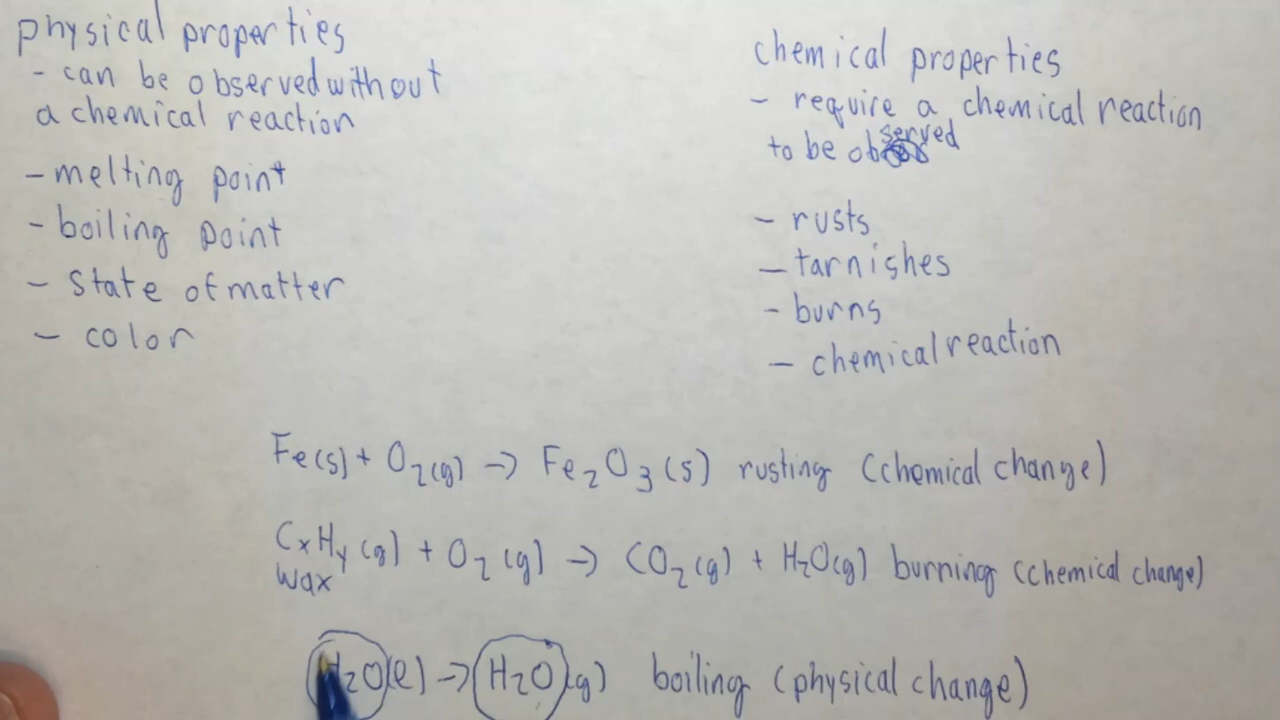 physical properties
- can be observed without
a chemical reaction
- melting point
- boiling point
- state of matter
- color
chemical properties
- require a chemical reaction
to be observed
- rusts
- tarnishes
- burns
- chemical reaction
Fe(s) + O₂(g) → Fe₂O₃(s) rusting (chemical change)
CxHy(g) + O₂(g) → CO₂(g) + H₂O(g) burning (chemical change)
wax
H₂O(l) → H₂O(g) boiling (physical change)